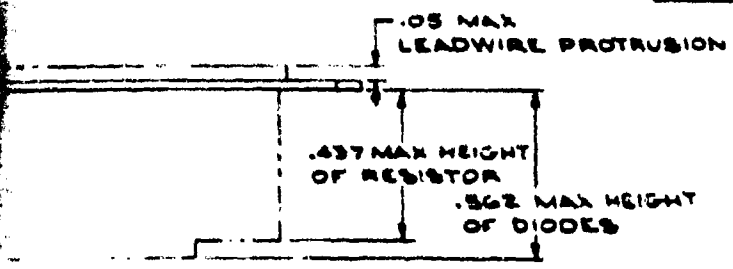 .05 MAX
LEADWIRE PROTRUSION
.437 MAX HEIGHT
OF RESISTOR
.562 MAX HEIGHT
OF DIODES